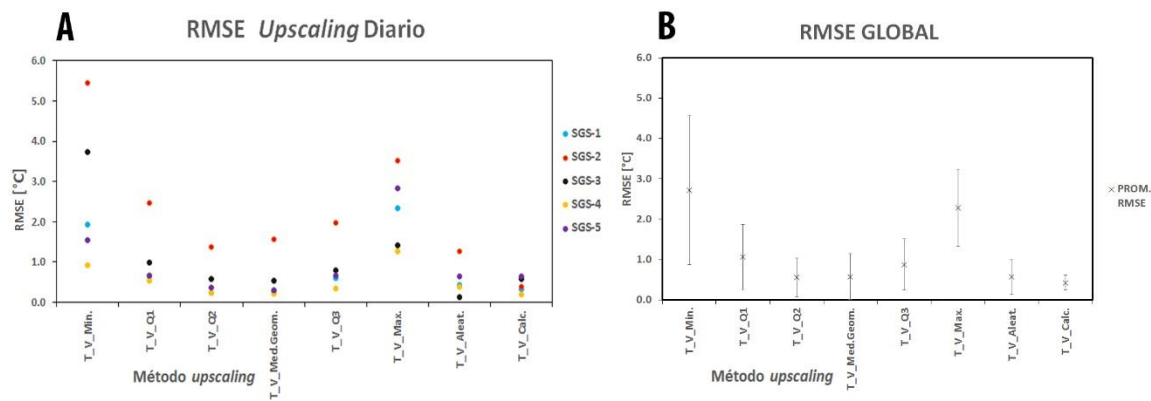 A
RMSE Upscaling Diario
RMSE [°C]
6.0
5.0
4.0
3.0
2.0
1.0
0.0
T_V_Min.
T_V_Q1
T_V_Q2
T_V_Med.Geom.
T_V_Q3
T_V_Max.
T_V_Aleat.
T_V_Calc.
Método upscaling
SGS-1
SGS-2
SGS-3
SGS-4
SGS-5
B
RMSE GLOBAL
RMSE [°C]
6.0
5.0
4.0
3.0
2.0
1.0
0.0
T_V_Min.
T_V_Q1
T_V_Q2
T_V_Med.Geom.
T_V_Q3
T_V_Max.
T_V_Aleat.
T_V_Calc.
Método upscaling
PROM.
RMSE